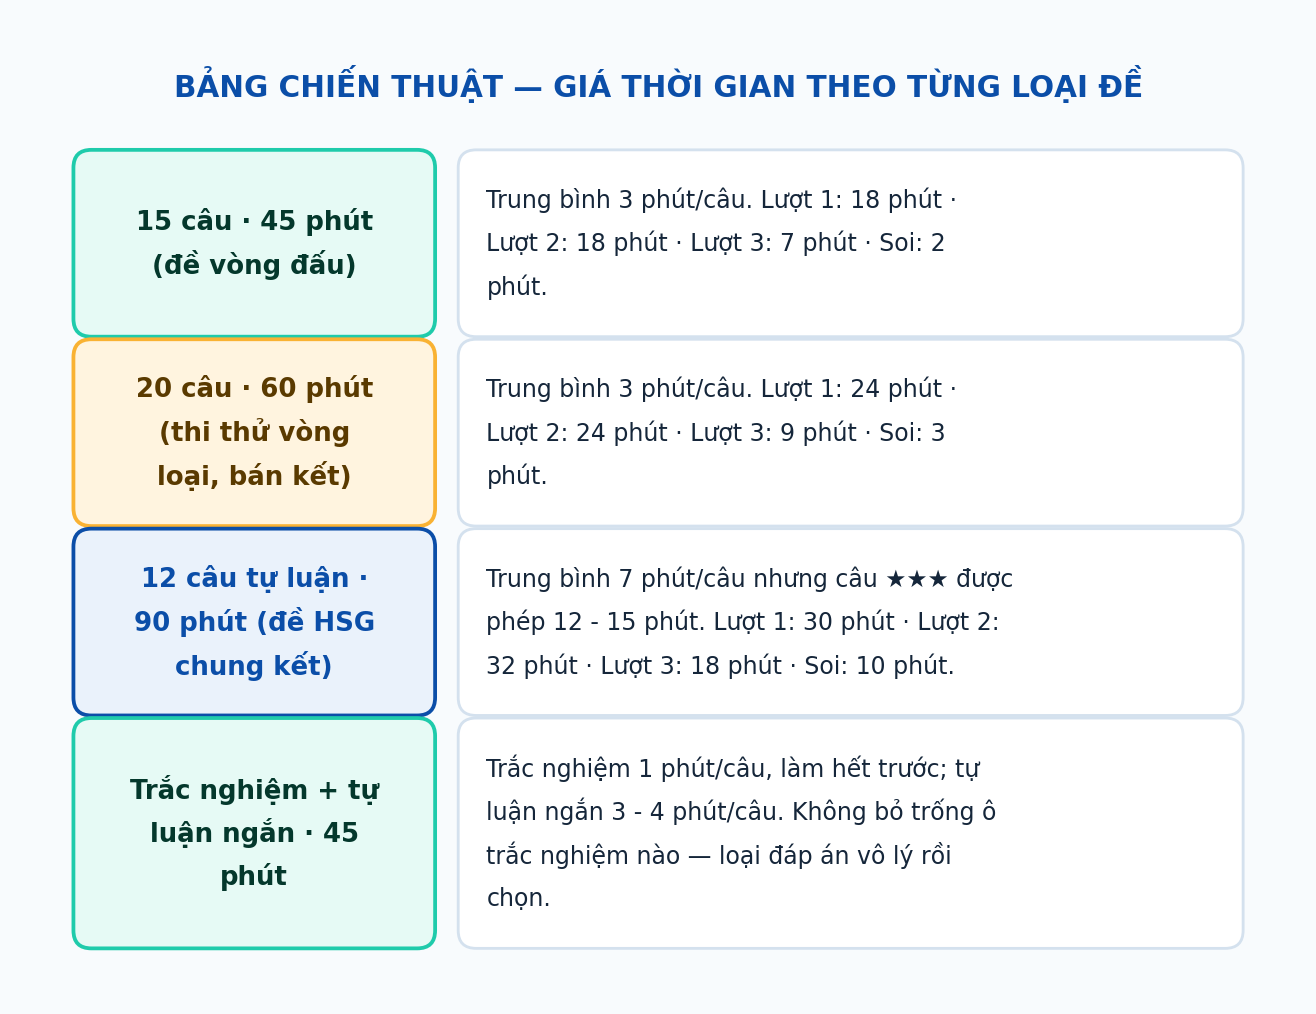 BẢNG CHIẾN THUẬT — GIÁ THỜI GIAN THEO TỪNG LOẠI ĐỀ
15 câu · 45 phút
(đề vòng đấu)
Trung bình 3 phút/câu. Lượt 1: 18 phút ·
Lượt 2: 18 phút · Lượt 3: 7 phút · Soi: 2
phút.
20 câu · 60 phút
(thi thử vòng
loại, bán kết)
Trung bình 3 phút/câu. Lượt 1: 24 phút ·
Lượt 2: 24 phút · Lượt 3: 9 phút · Soi: 3
phút.
12 câu tự luận ·
90 phút (đề HSG
chung kết)
Trung bình 7 phút/câu nhưng câu ★★★ được
phép 12 - 15 phút. Lượt 1: 30 phút · Lượt 2:
32 phút · Lượt 3: 18 phút · Soi: 10 phút.
Trắc nghiệm + tự
luận ngắn · 45
phút
Trắc nghiệm 1 phút/câu, làm hết trước; tự
luận ngắn 3 - 4 phút/câu. Không bỏ trống ô
trắc nghiệm nào — loại đáp án vô lý rồi
chọn.